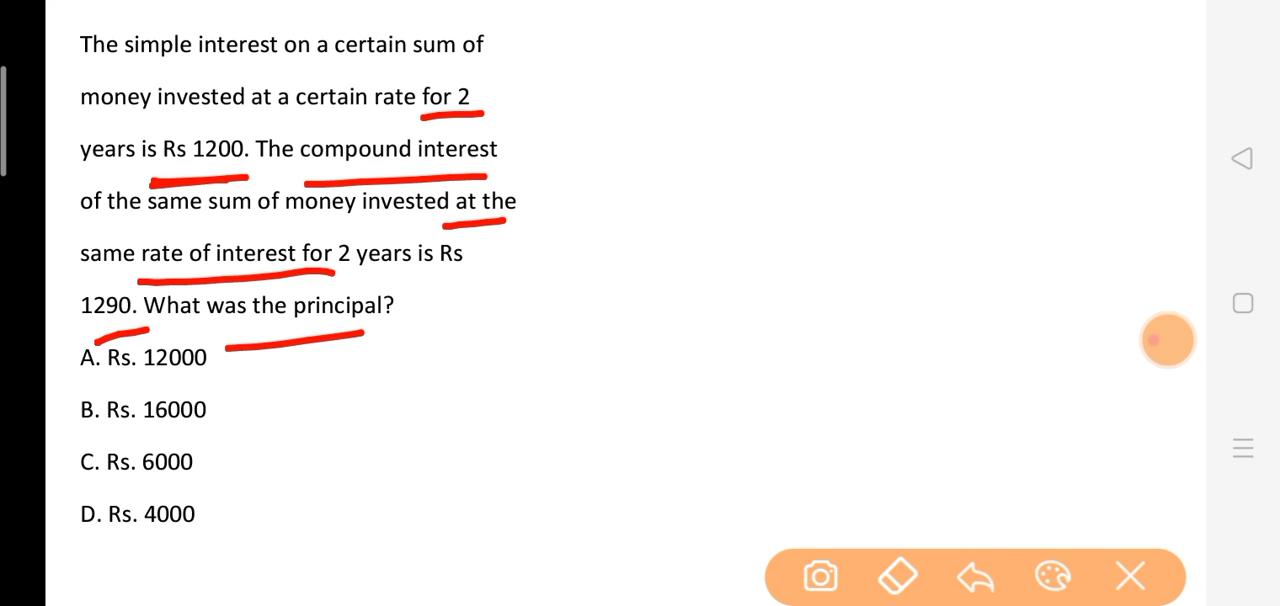 The simple interest on a certain sum of
money invested at a certain rate for 2
years is Rs 1200. The compound interest
of the same sum of money invested at the
same rate of interest for 2 years is Rs
1290. What was the principal?
A. Rs. 12000
B. Rs. 16000
C. Rs. 6000
D. Rs. 4000